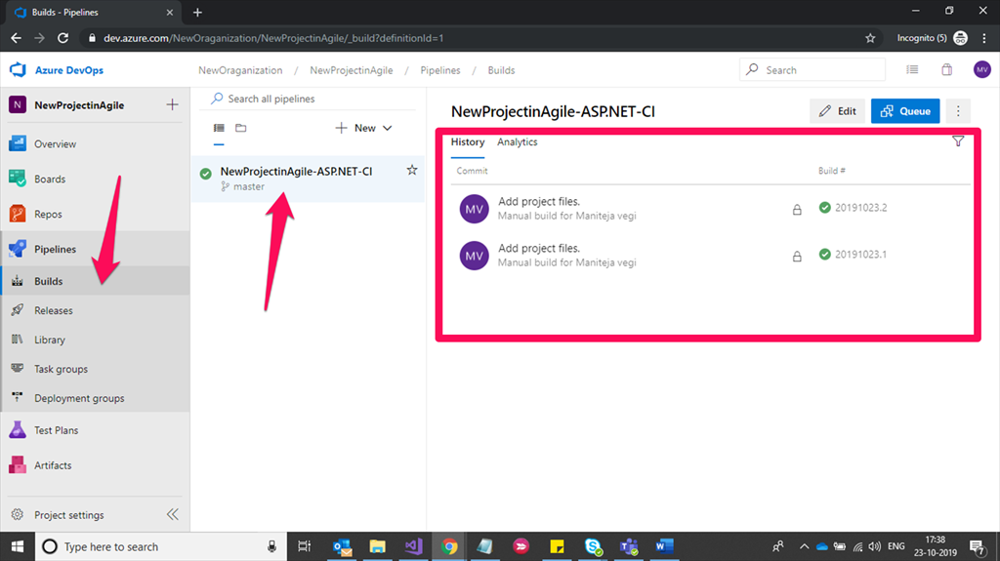 Builds - Pipelines
dev.azure.com/NewOraganization/NewProjectinAgile/_build?definitionId=1
Incognito (5)
Azure DevOps
NewOraganization / NewProjectinAgile / Pipelines / Builds
Search
MV
N NewProjectinAgile
Overview
Boards
Repos
Pipelines
Builds
Releases
Library
Task groups
Deployment groups
Test Plans
Artifacts
Project settings
Search all pipelines
New
NewProjectinAgile-ASP.NET-CI
master
NewProjectinAgile-ASP.NET-CI
Edit
Queue
History Analytics
Commit Build #
MV Add project files. 20191023.2
Manual build for Maniteja vegi
MV Add project files. 20191023.1
Manual build for Maniteja vegi
Type here to search
ENG
17:38
23-10-2019
7